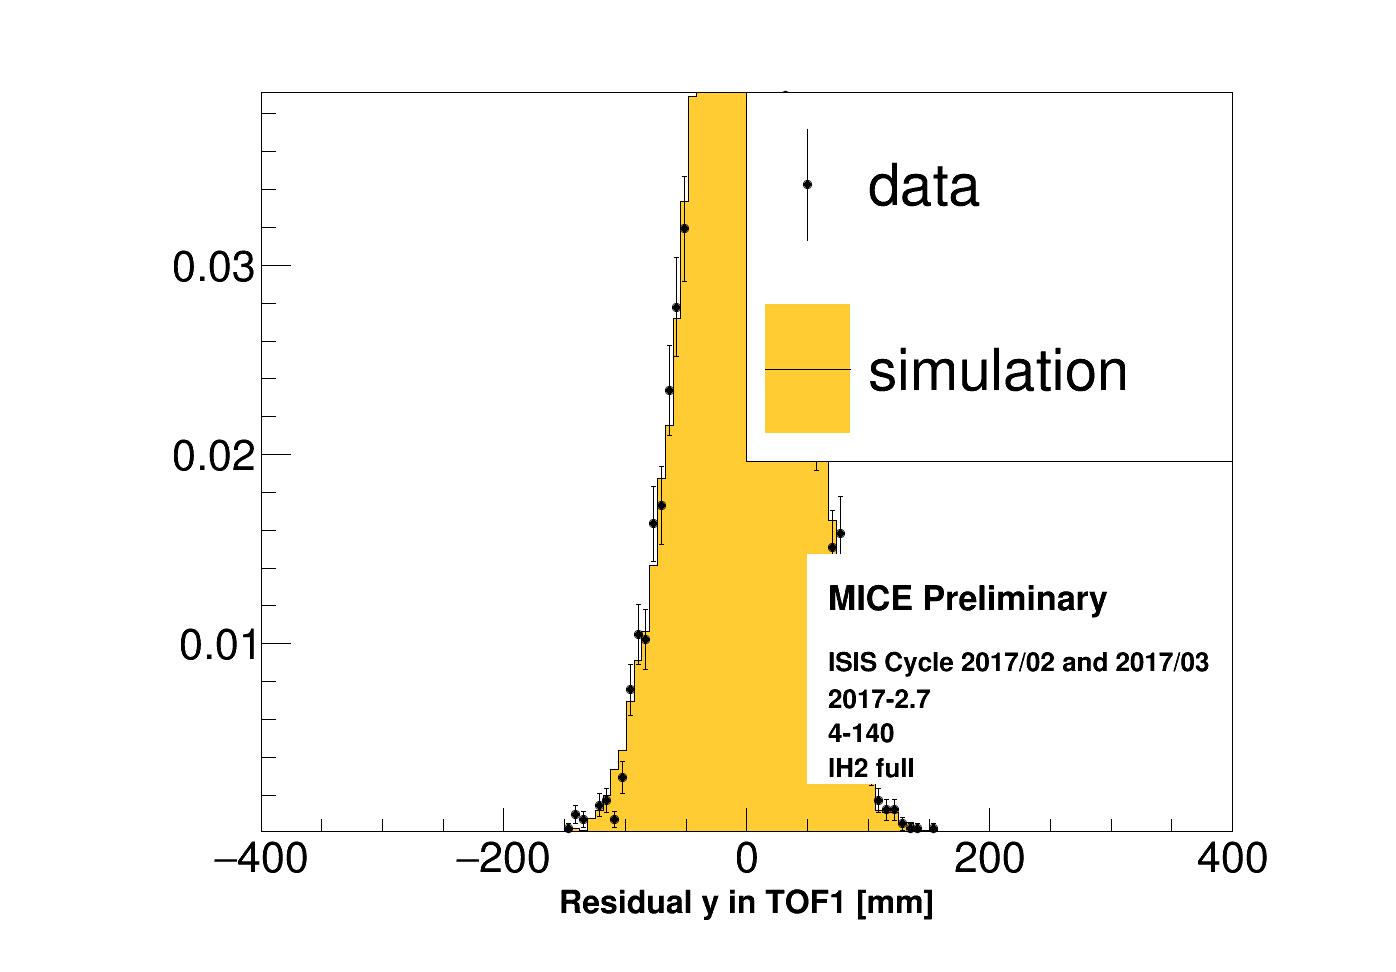 data
simulation
0.03
0.02
0.01
MICE Preliminary
ISIS Cycle 2017/02 and 2017/03
2017-2.7
4-140
IH2 full
−400 −200 0 200 400
Residual y in TOF1 [mm]